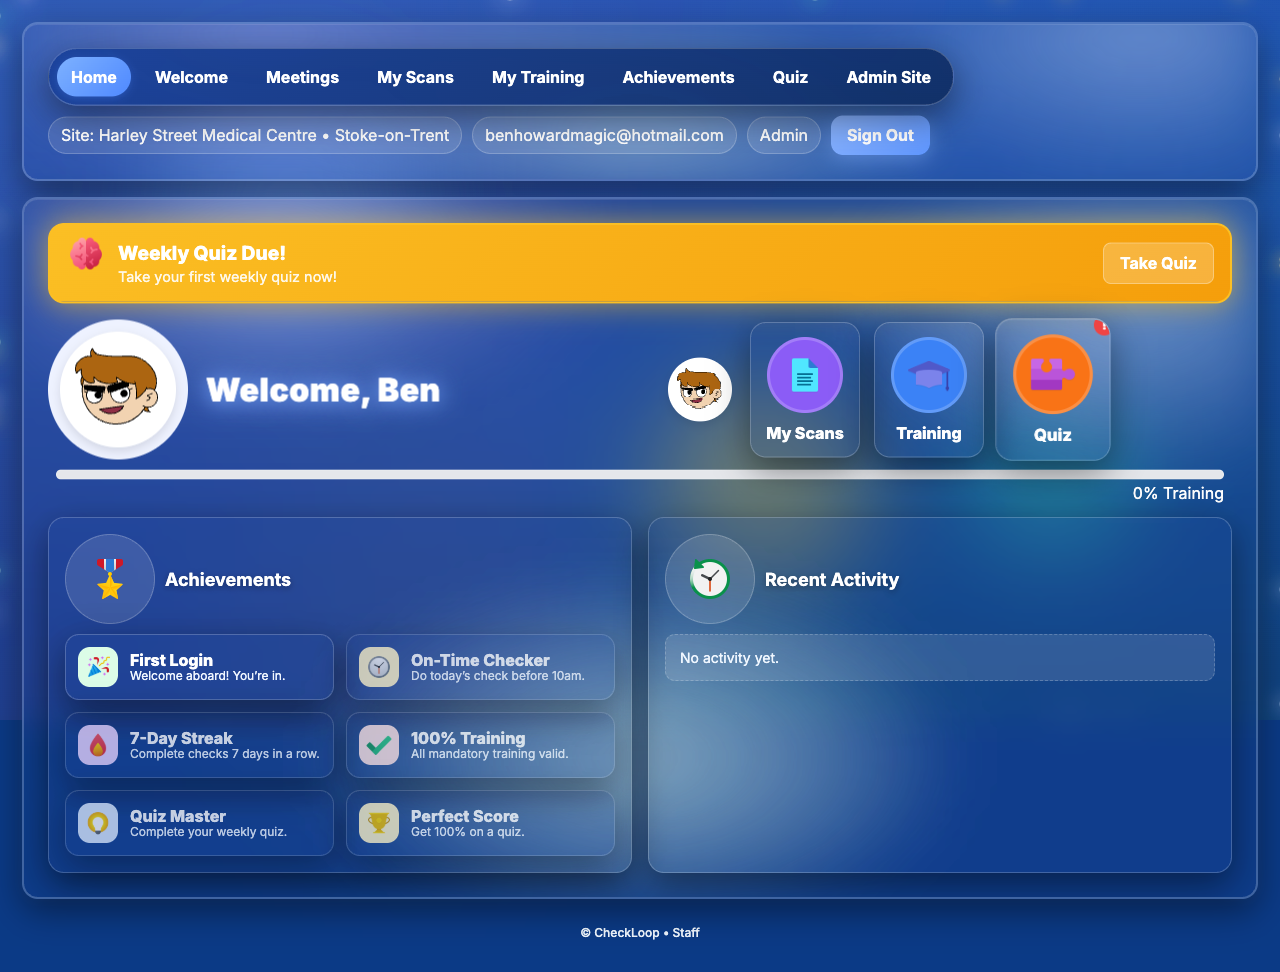 Home Welcome Meetings My Scans My Training Achievements Quiz Admin Site
Site: Harley Street Medical Centre • Stoke-on-Trent benhowardmagic@hotmail.com Admin Sign Out
Weekly Quiz Due!
Take your first weekly quiz now!
Take Quiz
Welcome, Ben
My Scans Training Quiz
0% Training
Achievements
First Login
Welcome aboard! You’re in.
On-Time Checker
Do today’s check before 10am.
7-Day Streak
Complete checks 7 days in a row.
100% Training
All mandatory training valid.
Quiz Master
Complete your weekly quiz.
Perfect Score
Get 100% on a quiz.
Recent Activity
No activity yet.
© CheckLoop • Staff